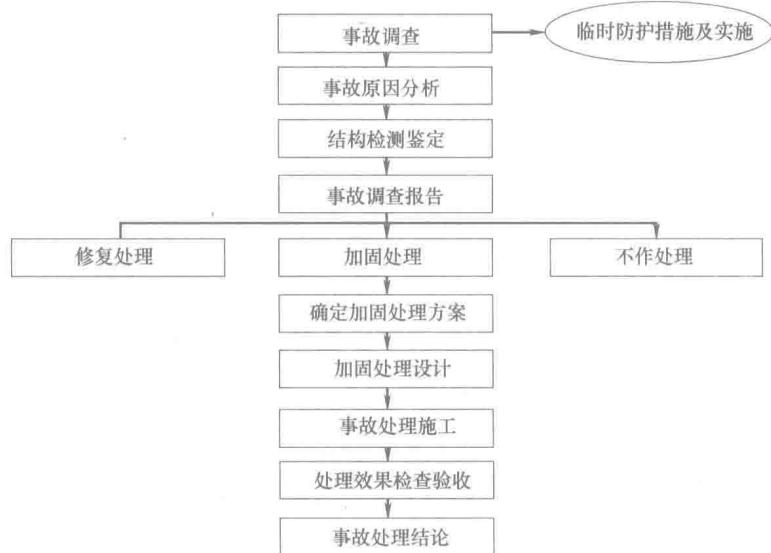 事故调查
临时防护措施及实施
事故原因分析
结构检测鉴定
事故调查报告
修复处理
加固处理
不作处理
确定加固处理方案
加固处理设计
事故处理施工
处理效果检查验收
事故处理结论